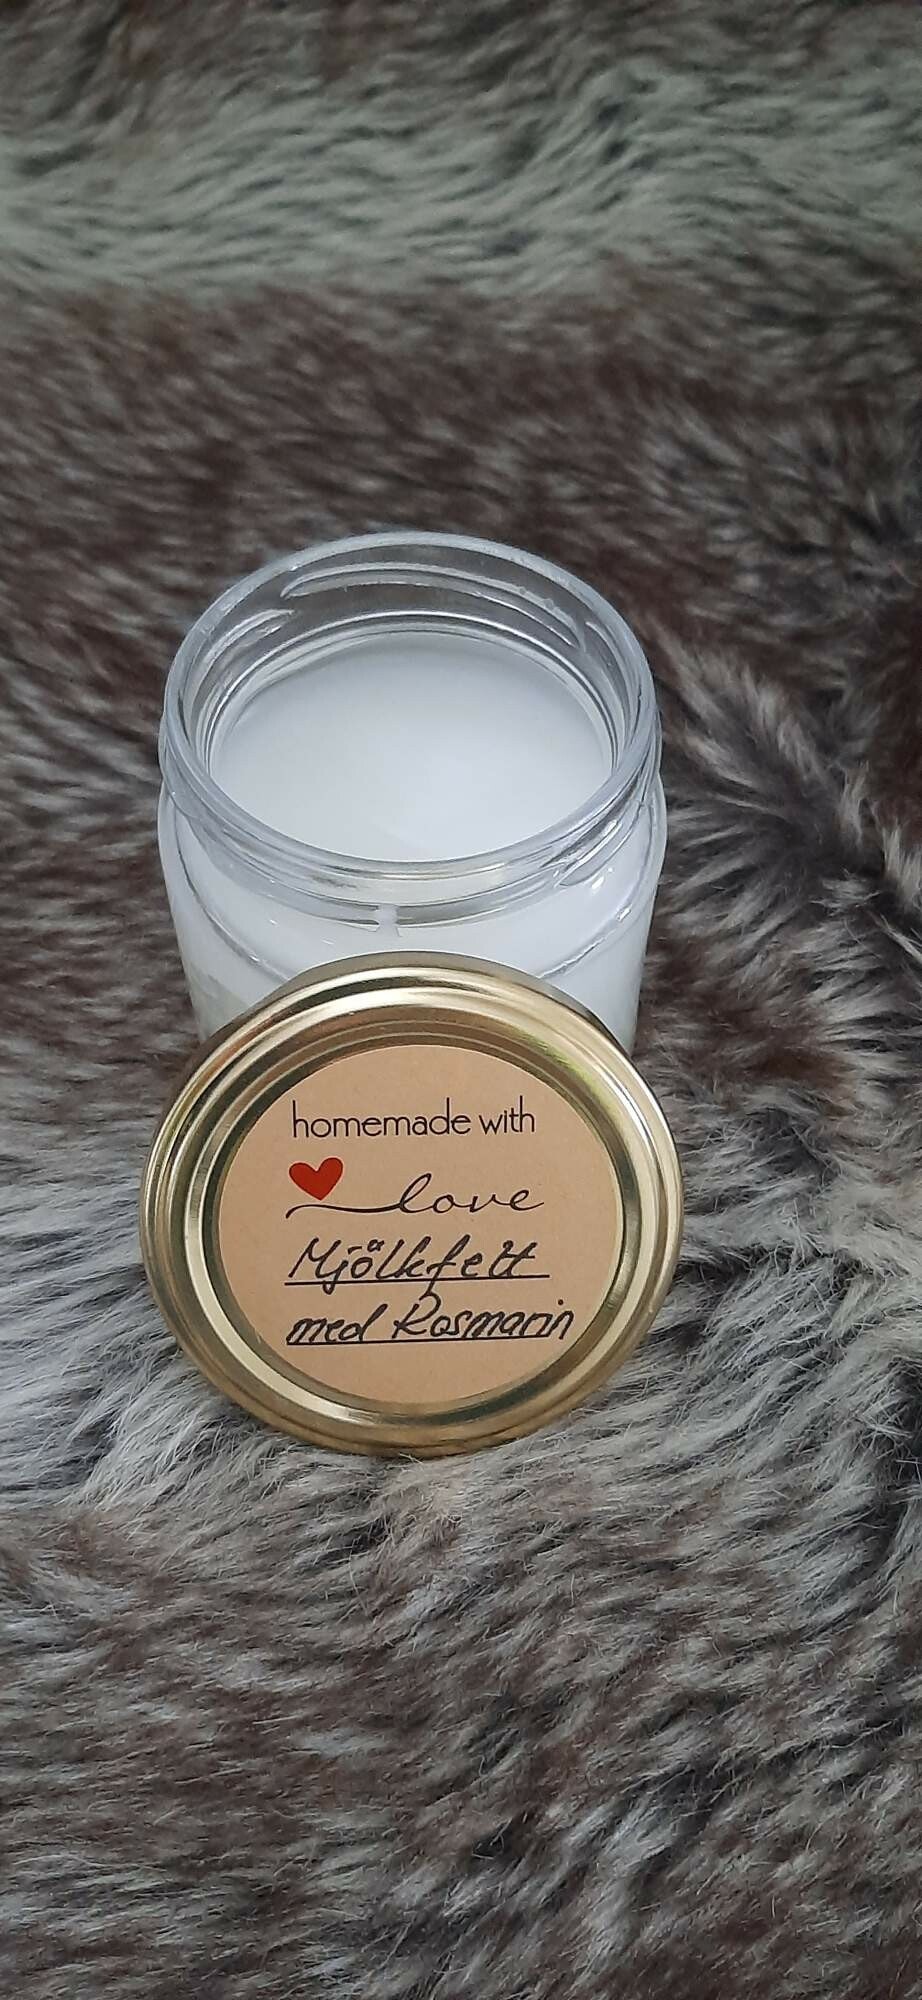 homemade with
love
Mjölkfett
med Rosmarin